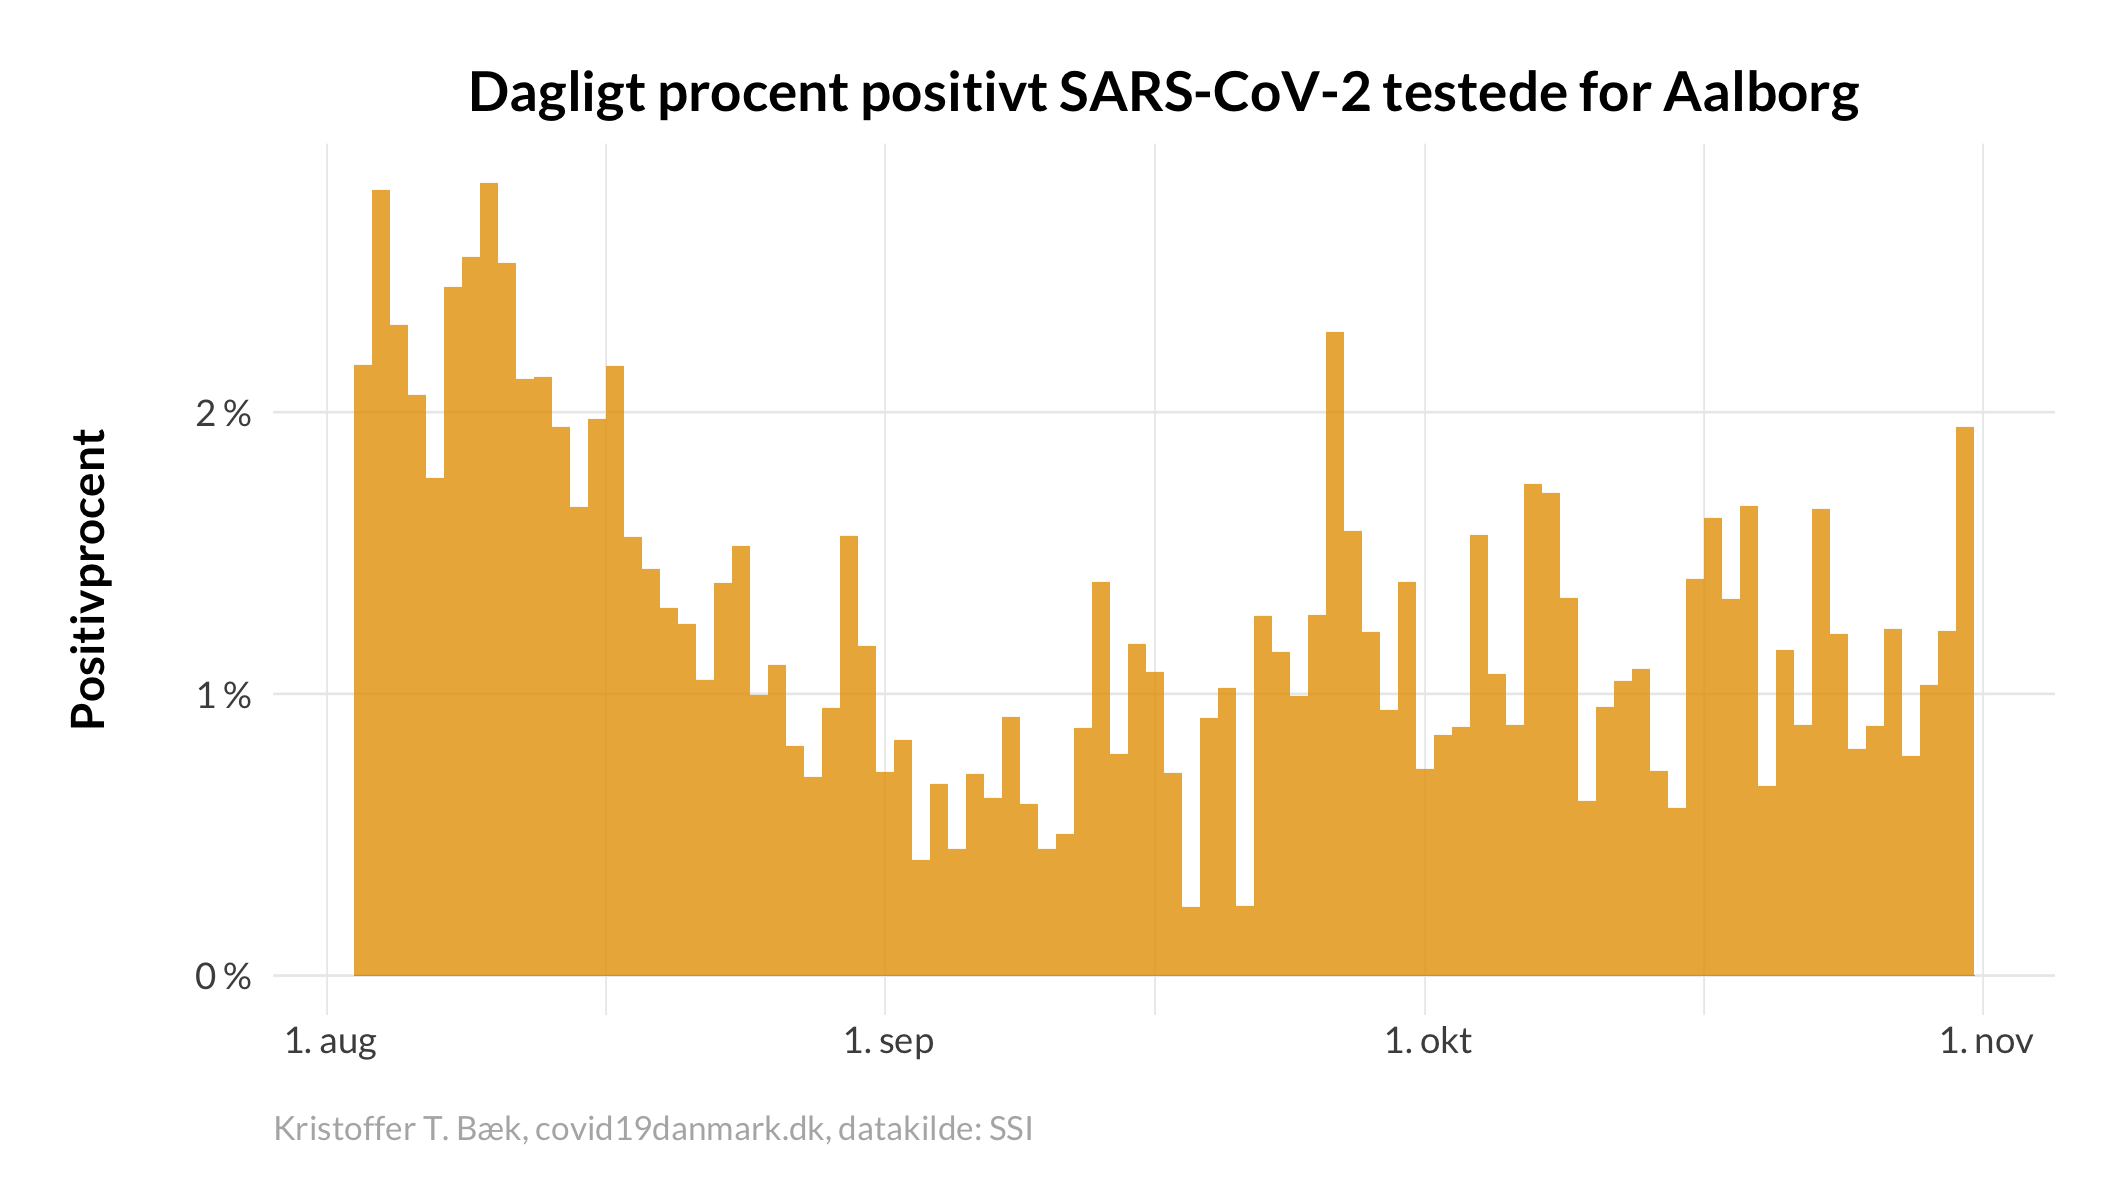 Dagligt procent positivt SARS-CoV-2 testede for Aalborg
Positivprocent
2 %
1 %
0 %
1. aug
1. sep
1. okt
1. nov
Kristoffer T. Bæk, covid19danmark.dk, datakilde: SSI